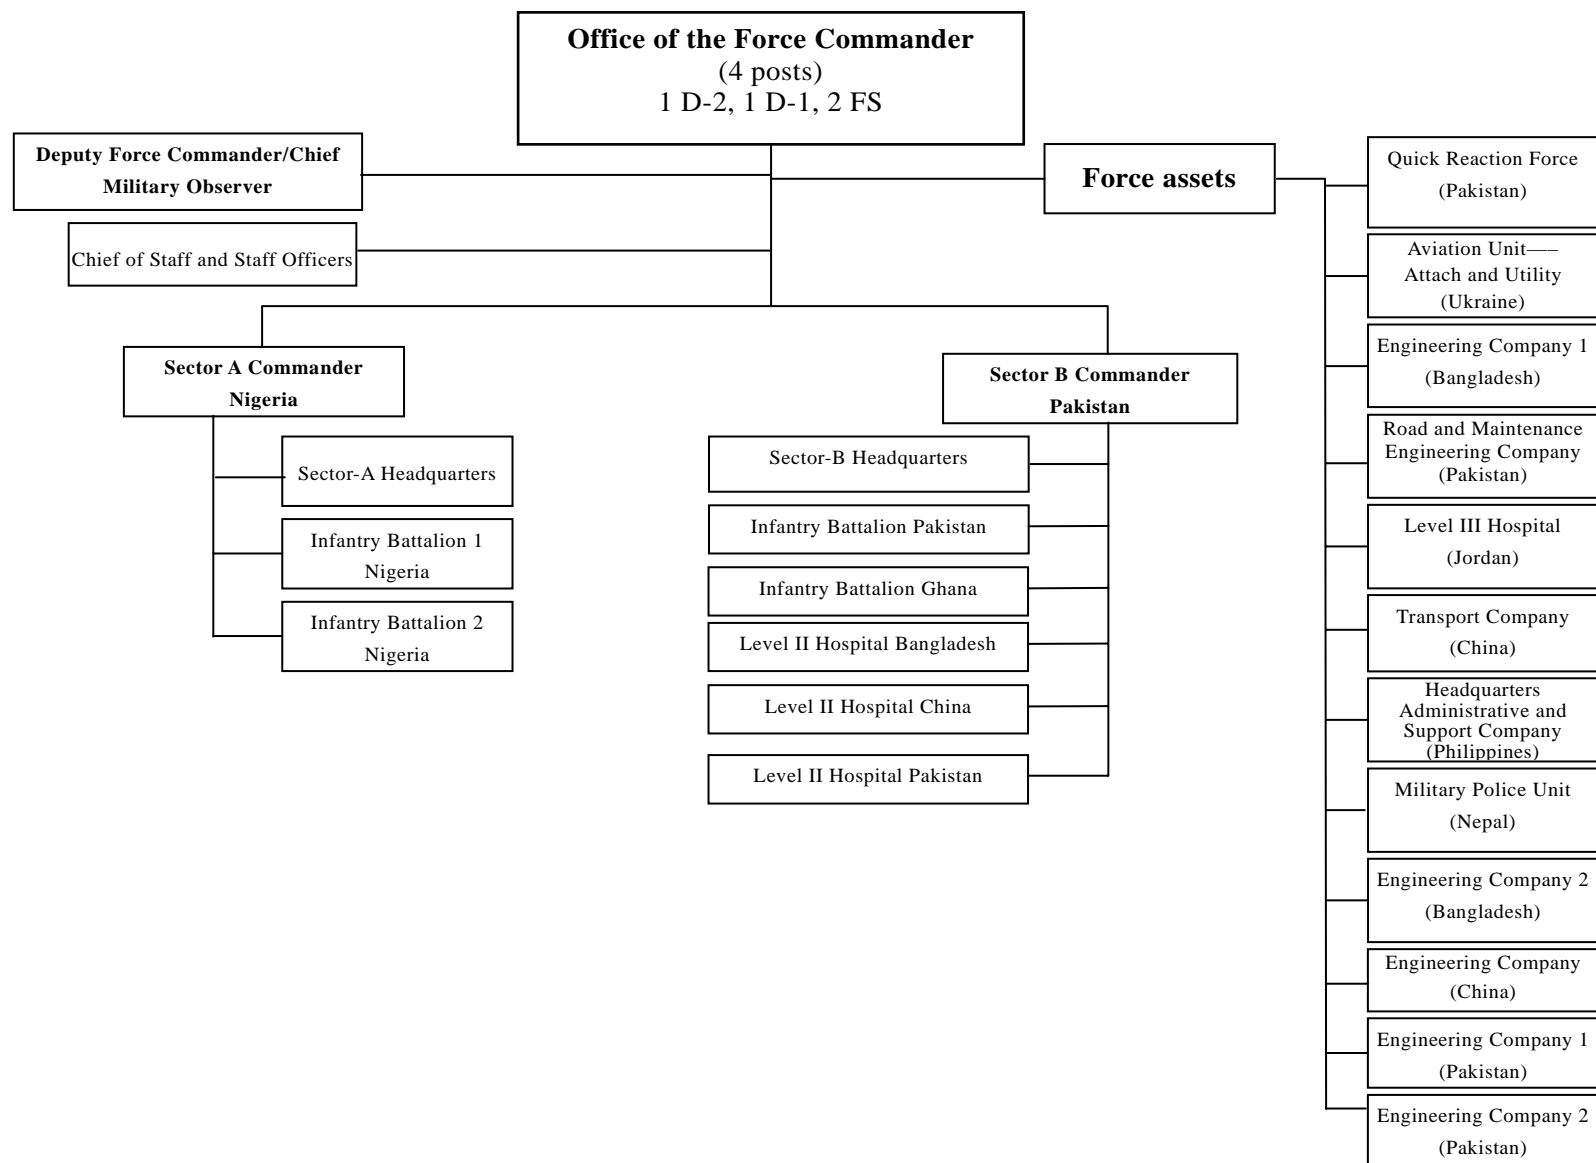 Office of the Force Commander
(4 posts)
1 D-2, 1 D-1, 2 FS
Deputy Force Commander/Chief
Military Observer
Chief of Staff and Staff Officers
Force assets
Sector A Commander
Nigeria
Sector-A Headquarters
Infantry Battalion 1
Nigeria
Infantry Battalion 2
Nigeria
Sector B Commander
Pakistan
Sector-B Headquarters
Infantry Battalion Pakistan
Infantry Battalion Ghana
Level II Hospital Bangladesh
Level II Hospital China
Level II Hospital Pakistan
Quick Reaction Force
(Pakistan)
Aviation Unit—–
Attach and Utility
(Ukraine)
Engineering Company 1
(Bangladesh)
Road and Maintenance
Engineering Company
(Pakistan)
Level III Hospital
(Jordan)
Transport Company
(China)
Headquarters
Administrative and
Support Company
(Philippines)
Military Police Unit
(Nepal)
Engineering Company 2
(Bangladesh)
Engineering Company
(China)
Engineering Company 1
(Pakistan)
Engineering Company 2
(Pakistan)